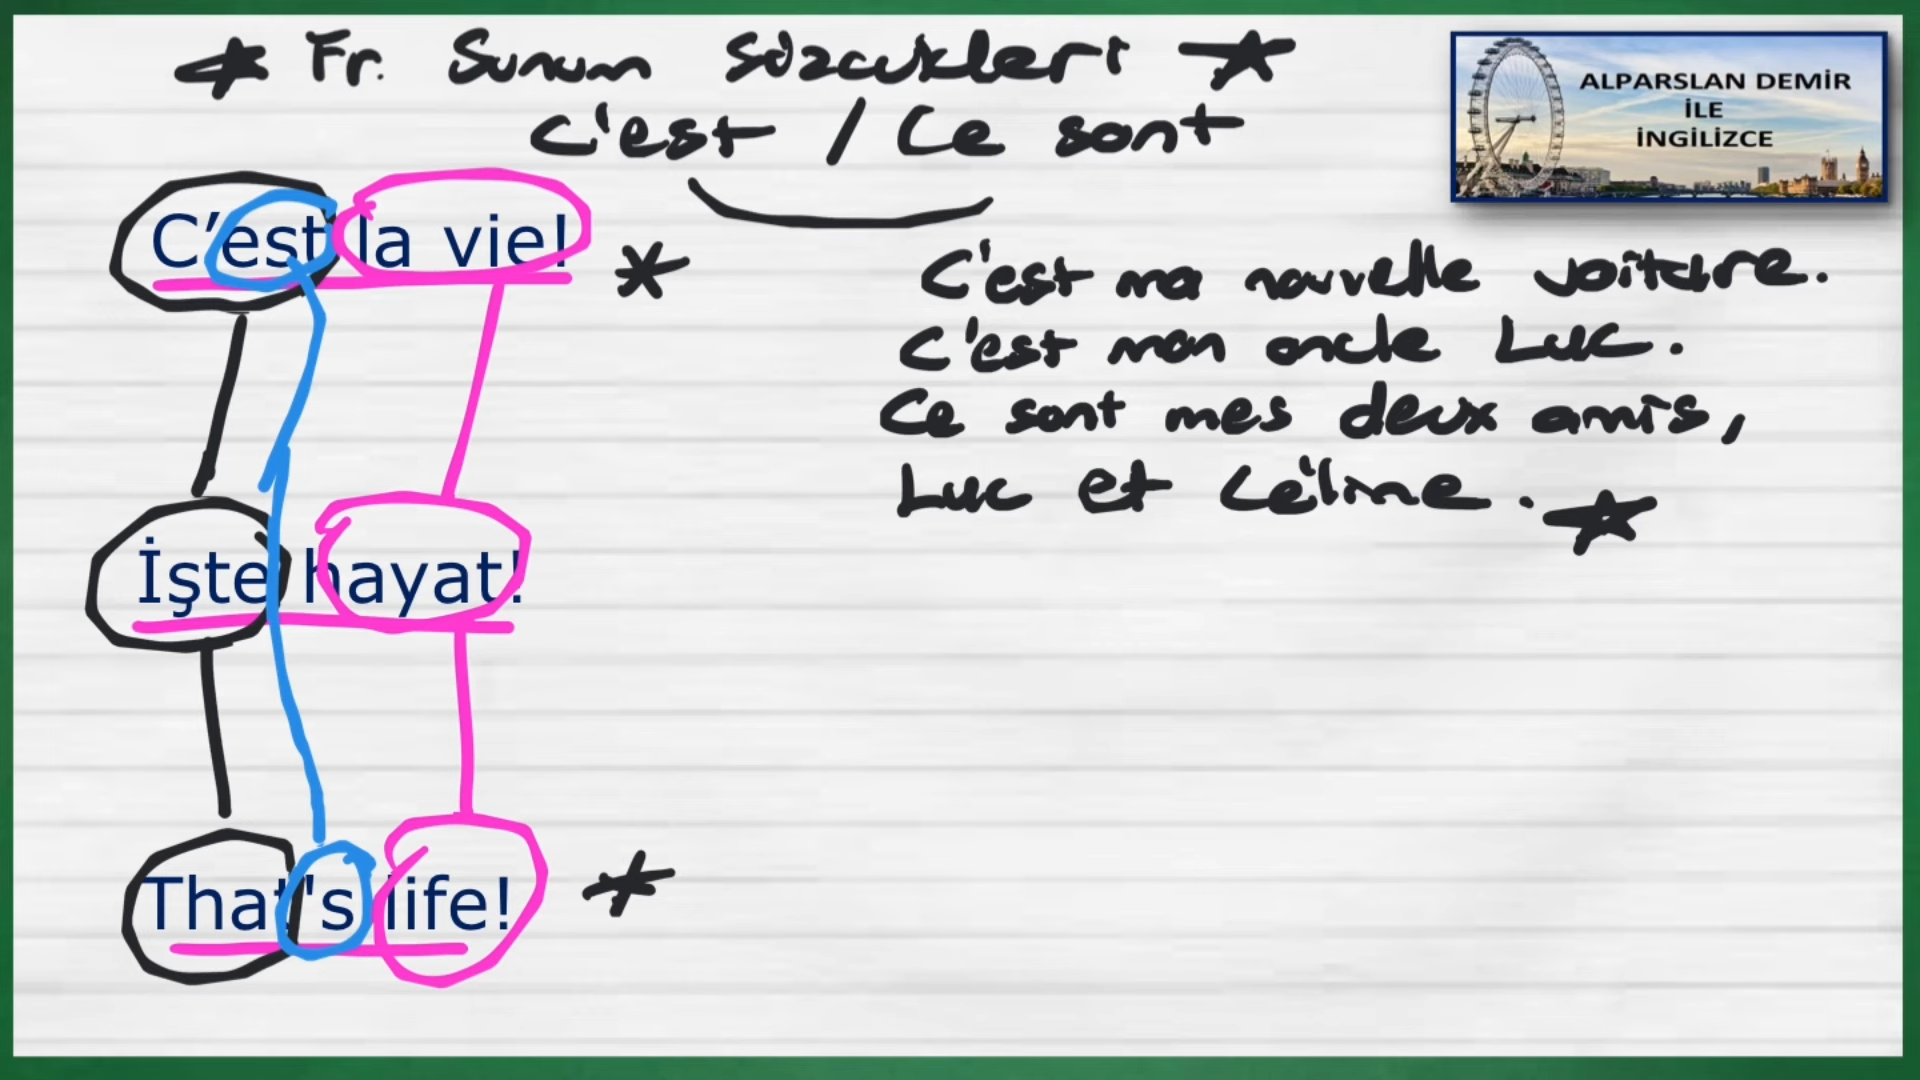 * Fr. Sunum Sözcükleri *
C'est / Ce sont
ALPARSLAN DEMİR
İLE
İNGİLİZCE
C'est la vie! *
C'est ma nouvelle voiture.
C'est mon oncle Luc.
Ce sont mes deux amis,
Luc et Céline. *
İşte hayat!
That's life! *